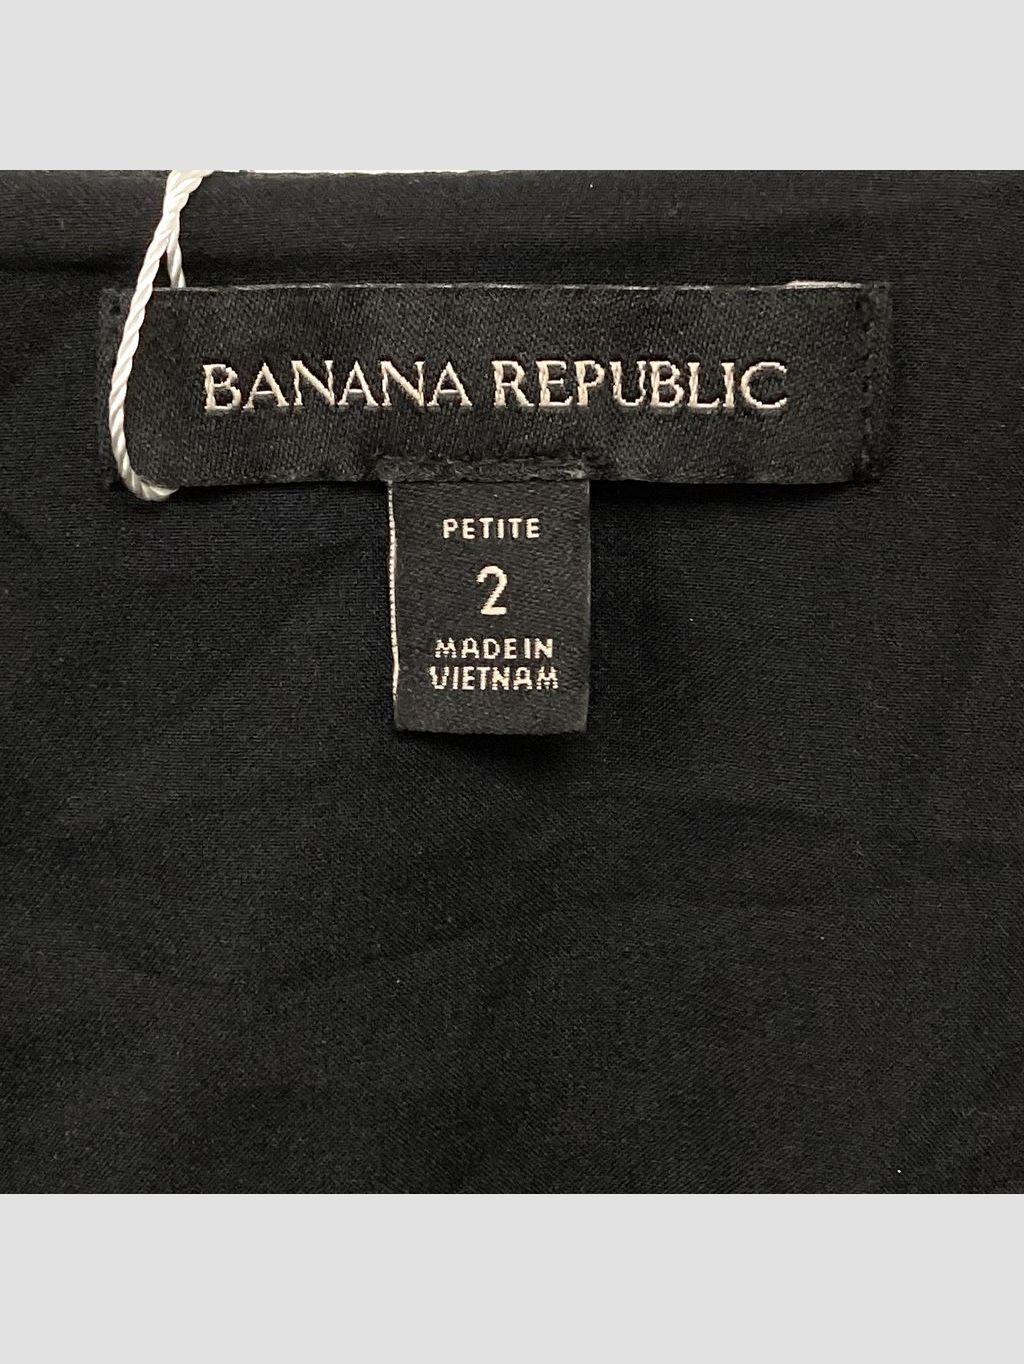 BANANA REPUBLIC
PETITE
2
MADE IN
VIETNAM